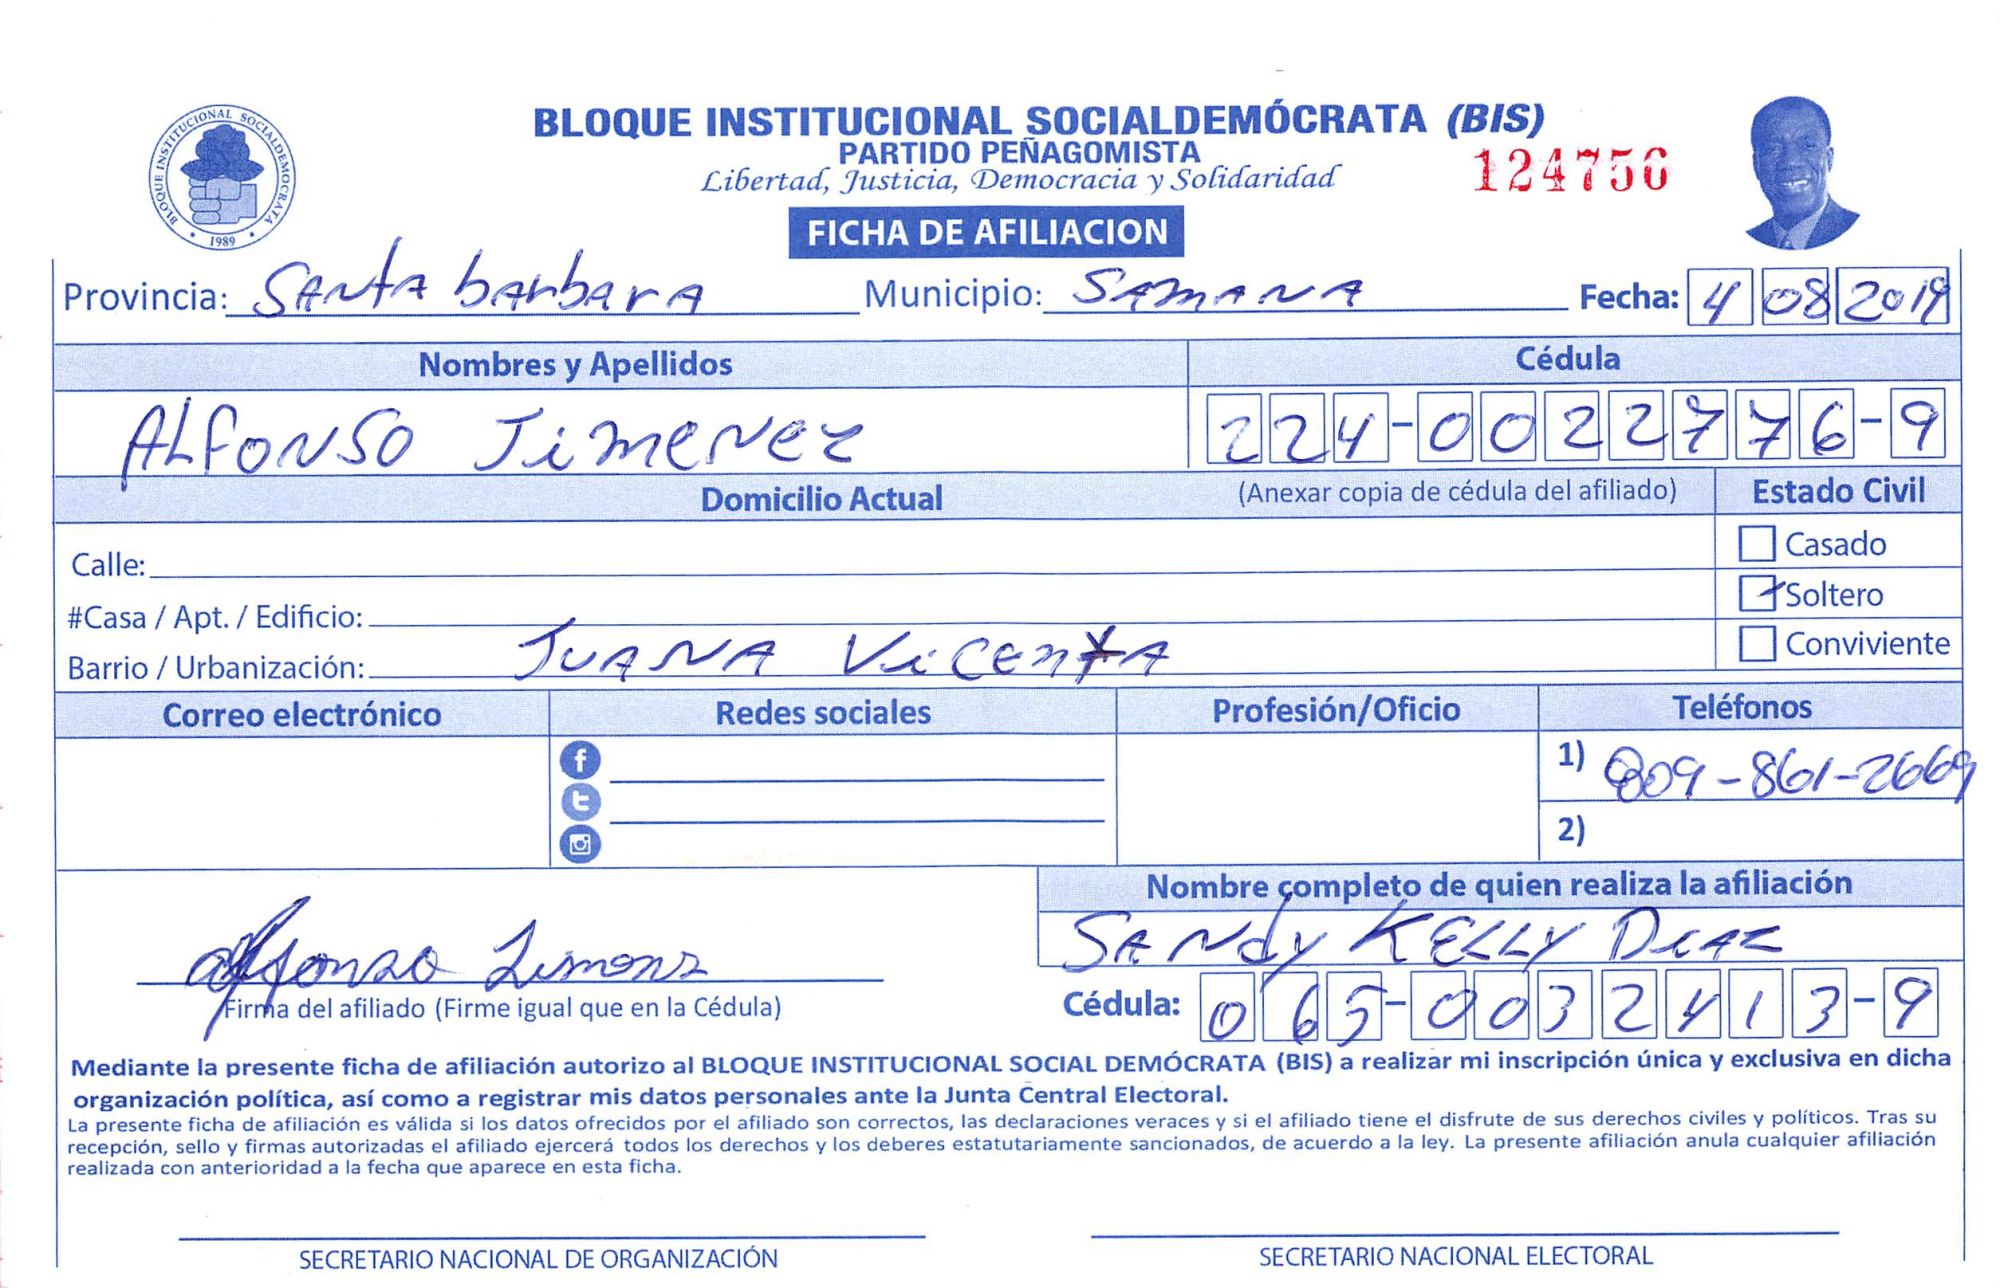 BLOQUE INSTITUCIONAL SOCIALDEMOCRATA
1989
BLOQUE INSTITUCIONAL SOCIALDEMÓCRATA (BIS)
PARTIDO PEÑAGOMISTA
Libertad, Justicia, Democracia y Solidaridad
124756
FICHA DE AFILIACION
Provincia: SANTA bARbARA Municipio: SAMANA Fecha: 4 08 2019
Nombres y Apellidos Cédula
ALFONSO JiMENEZ 224-0022776-9
Domicilio Actual (Anexar copia de cédula del afiliado) Estado Civil
Calle: Casado
#Casa / Apt. / Edificio: Soltero
Barrio / Urbanización: JUANA ViCENTA Conviviente
Correo electrónico Redes sociales Profesión/Oficio Teléfonos
1) 809-861-2669
2)
Nombre completo de quien realiza la afiliación
SANdy KELLY DiAZ
Alfonso Jimenz
Firma del afiliado (Firme igual que en la Cédula) Cédula: 065-0032413-9
Mediante la presente ficha de afiliación autorizo al BLOQUE INSTITUCIONAL SOCIAL DEMÓCRATA (BIS) a realizar mi inscripción única y exclusiva en dicha
organización política, así como a registrar mis datos personales ante la Junta Central Electoral.
La presente ficha de afiliación es válida si los datos ofrecidos por el afiliado son correctos, las declaraciones veraces y si el afiliado tiene el disfrute de sus derechos civiles y políticos. Tras su
recepción, sello y firmas autorizadas el afiliado ejercerá todos los derechos y los deberes estatutariamente sancionados, de acuerdo a la ley. La presente afiliación anula cualquier afiliación
realizada con anterioridad a la fecha que aparece en esta ficha.
SECRETARIO NACIONAL DE ORGANIZACIÓN SECRETARIO NACIONAL ELECTORAL